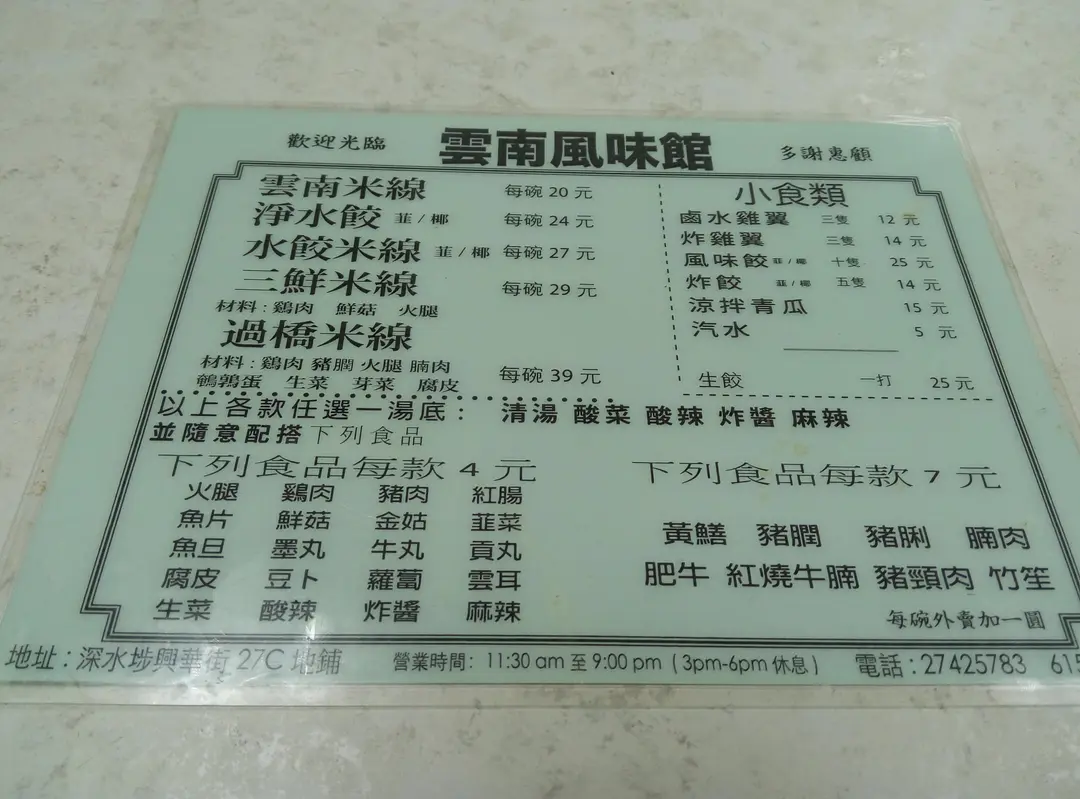 歡迎光臨 雲南風味館 多謝惠顧
雲南米線 每碗 20 元
淨水餃 韮 / 椰 每碗 24 元
水餃米線 韮 / 椰 每碗 27 元
三鮮米線 每碗 29 元
材料 : 鷄肉 鮮菇 火腿
過橋米線
材料 : 鷄肉 豬膶 火腿 腩肉
鵪鶉蛋 生菜 芽菜 腐皮 每碗 39 元
小食類
鹵水雞翼 三隻 12 元
炸雞翼 三隻 14 元
風味餃 韮 / 椰 十隻 25 元
炸餃 韮 / 椰 五隻 14 元
涼拌青瓜 15 元
汽水 5 元
生餃 一打 25 元
以上各款任選一湯底 : 清湯 酸菜 酸辣 炸醬 麻辣
並隨意配搭下列食品
下列食品每款 4 元
火腿 鷄肉 豬肉 紅腸
魚片 鮮菇 金姑 韮菜
魚旦 墨丸 牛丸 貢丸
腐皮 豆卜 蘿蔔 雲耳
生菜 酸辣 炸醬 麻辣
下列食品每款 7 元
黃鱔 豬膶 豬脷 腩肉
肥牛 紅燒牛腩 豬頸肉 竹笙
每碗外賣加一圓
地址 : 深水埗興華街 27C 地鋪 營業時間: 11:30 am 至 9:00 pm ( 3pm-6pm 休息 ) 電話 : 27425783 615